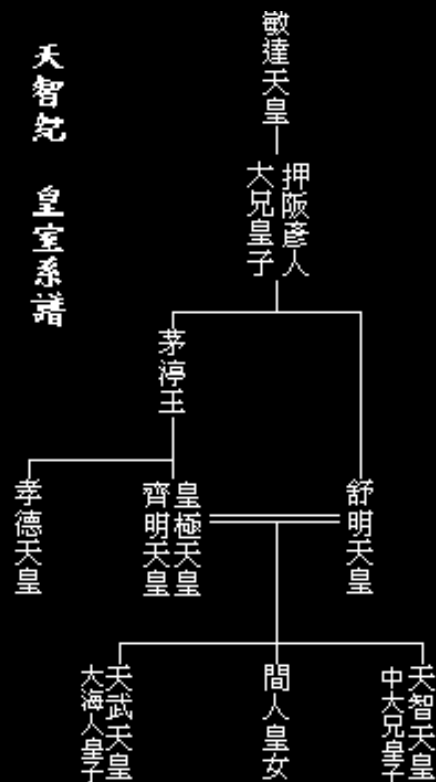 天智紀　皇室系譜
敏達天皇
押阪彥人
大兄皇子
茅渟王
舒明天皇
皇極天皇
齊明天皇
孝德天皇
天智天皇
中大兄皇子
間人皇女
天武天皇
大海人皇子